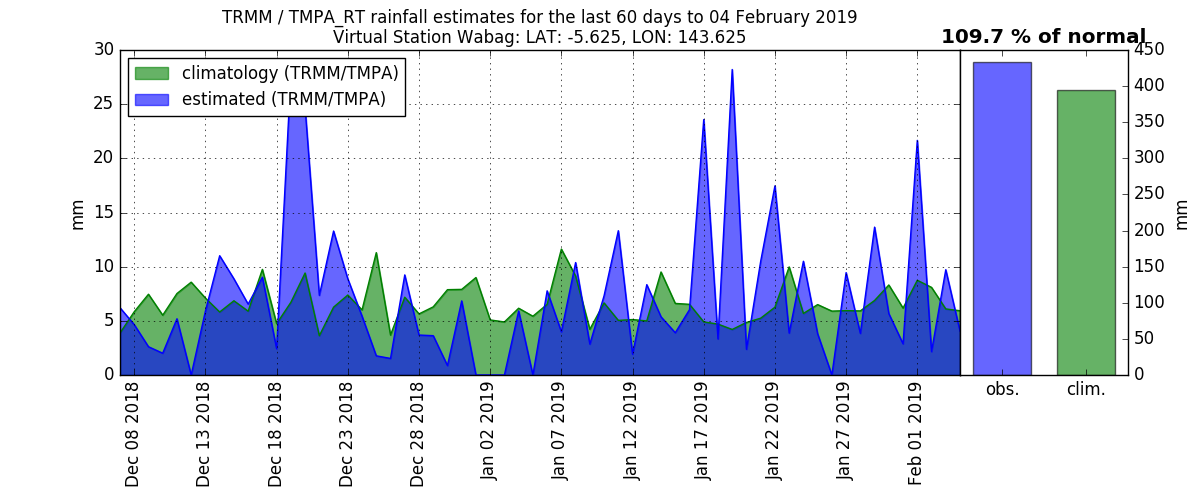 TRMM / TMPA_RT rainfall estimates for the last 60 days to 04 February 2019
Virtual Station Wabag: LAT: -5.625, LON: 143.625
109.7 % of normal
climatology (TRMM/TMPA)
estimated (TRMM/TMPA)
30
25
20
15
10
5
0
mm
Dec 08 2018
Dec 13 2018
Dec 18 2018
Dec 23 2018
Dec 28 2018
Jan 02 2019
Jan 07 2019
Jan 12 2019
Jan 17 2019
Jan 22 2019
Jan 27 2019
Feb 01 2019
obs.
clim.
450
400
350
300
250
200
150
100
50
0
mm